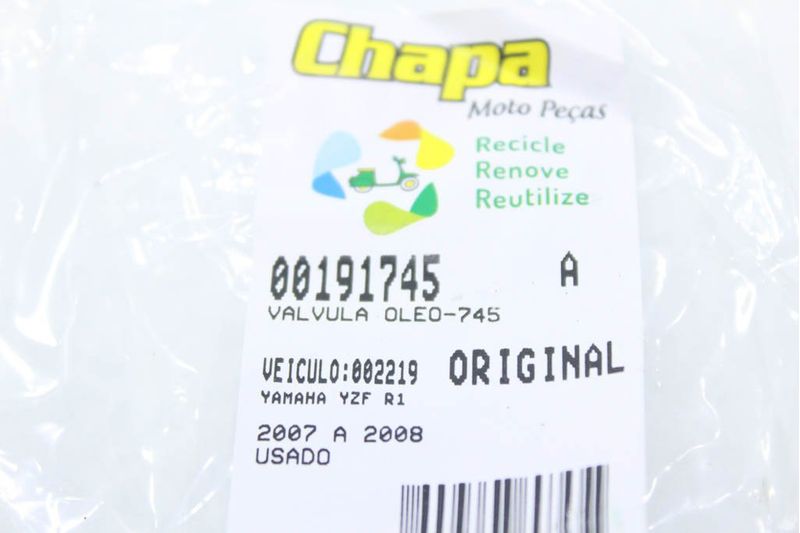 Chapa
Moto Peças
Recicle
Renove
Reutilize
00191745 A
VALVULA OLEO-745
VEICULO:002219 ORIGINAL
YAMAHA YZF R1
2007 A 2008
USADO